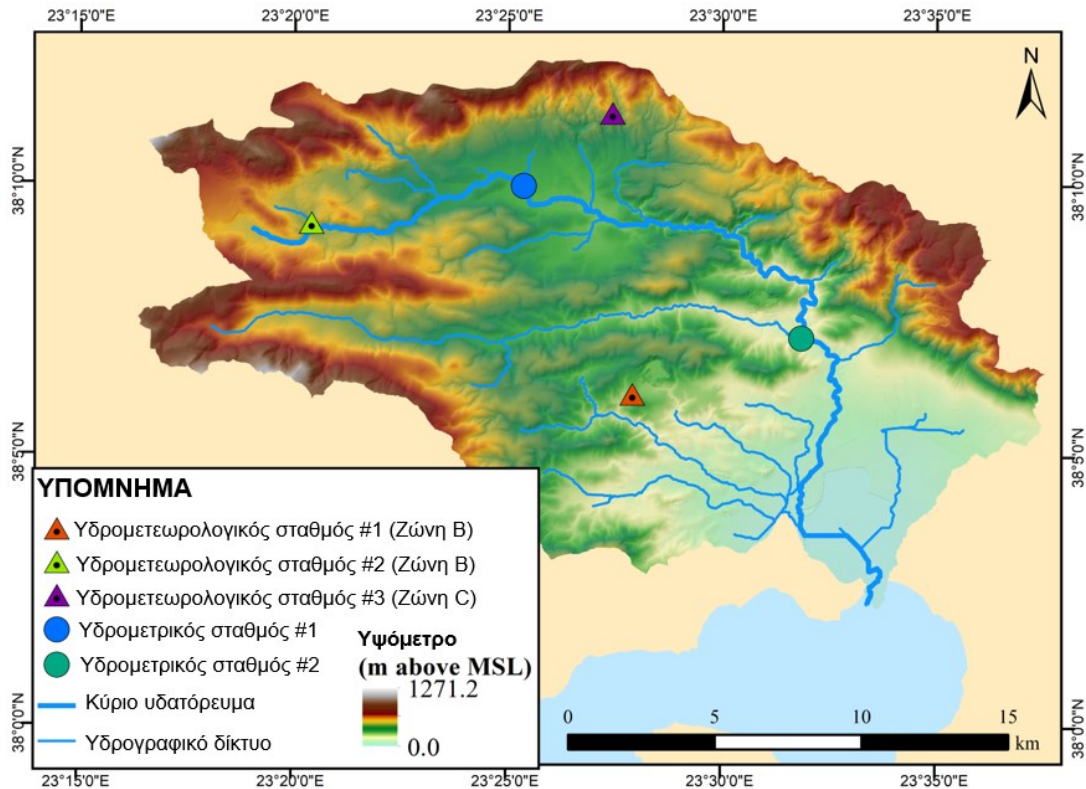 23°15'0"E 23°20'0"E 23°25'0"E 23°30'0"E 23°35'0"E
N
38°10'0"N 38°10'0"N
38°5'0"N 38°5'0"N
ΥΠΟΜΝΗΜΑ
Υδρομετεωρολογικός σταθμός #1 (Ζώνη Β)
Υδρομετεωρολογικός σταθμός #2 (Ζώνη Β)
Υδρομετεωρολογικός σταθμός #3 (Ζώνη C)
Υδρομετρικός σταθμός #1
Υδρομετρικός σταθμός #2
Κύριο υδατόρευμα
Υδρογραφικό δίκτυο
Υψόμετρο
(m above MSL)
1271.2
0.0
0 5 10 15
km
38°0'0"N 38°0'0"N
23°15'0"E 23°20'0"E 23°25'0"E 23°30'0"E 23°35'0"E